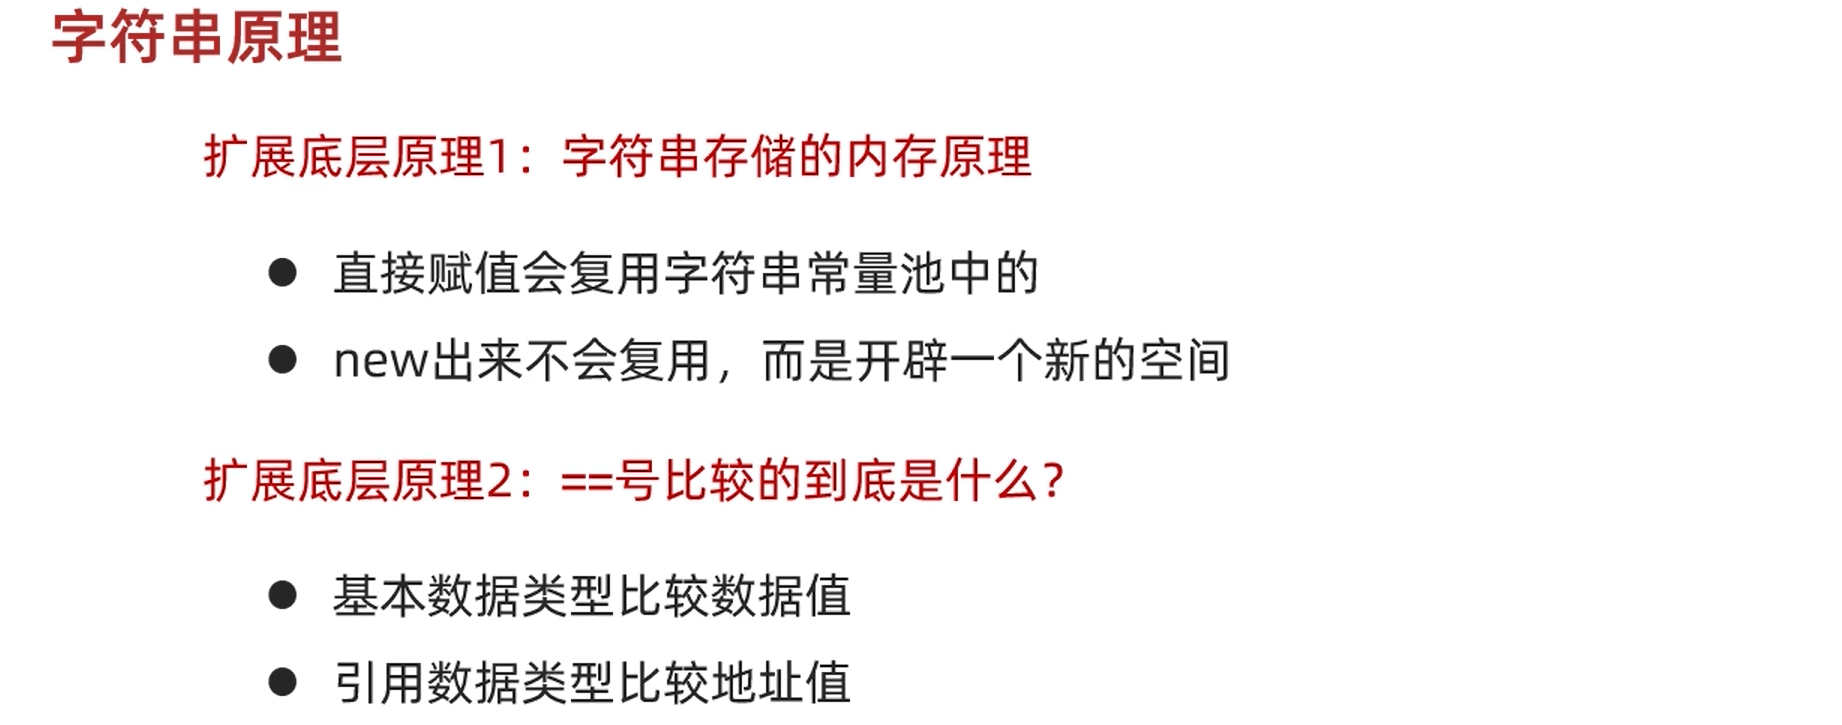 字符串原理
扩展底层原理1：字符串存储的内存原理
● 直接赋值会复用字符串常量池中的
● new出来不会复用，而是开辟一个新的空间
扩展底层原理2：==号比较的到底是什么？
● 基本数据类型比较数据值
● 引用数据类型比较地址值